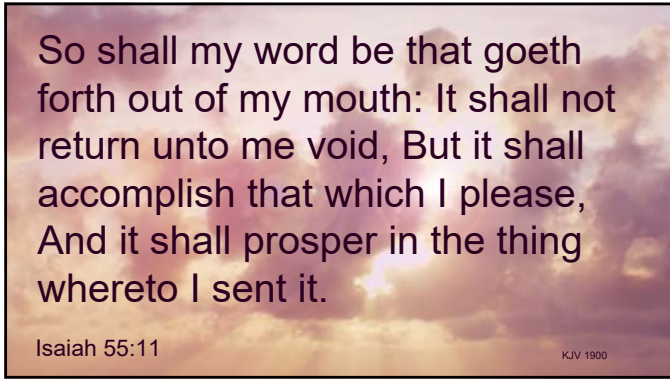 So shall my word be that goeth
forth out of my mouth: It shall not
return unto me void, But it shall
accomplish that which I please,
And it shall prosper in the thing
whereto I sent it.
Isaiah 55:11
KJV 1900